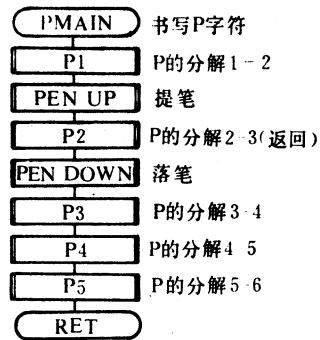 PMAIN 书写P字符
P1 P的分解1-2
PEN UP 提笔
P2 P的分解2-3(返回)
PEN DOWN 落笔
P3 P的分解3-4
P4 P的分解4 5
P5 P的分解5-6
RET